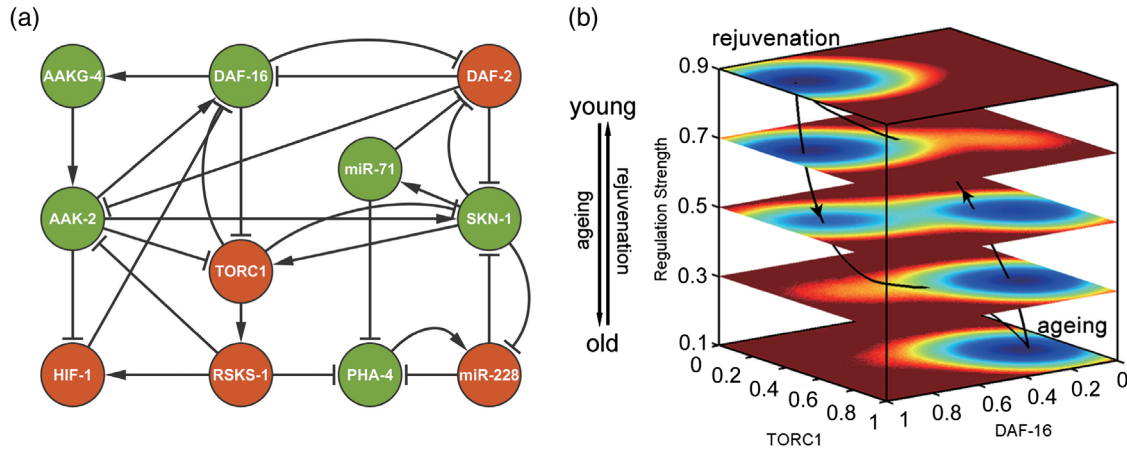 (a)
AAKG-4
DAF-16
DAF-2
miR-71
AAK-2
SKN-1
TORC1
HIF-1
RSKS-1
PHA-4
miR-228
(b)
rejuvenation
young
ageing
rejuvenation
old
Regulation Strength
0.9
0.7
0.5
0.3
0.1
ageing
0
0.2
0.4
0.6
0.8
1
TORC1
1
0.8
0.6
0.4
0.2
0
DAF-16